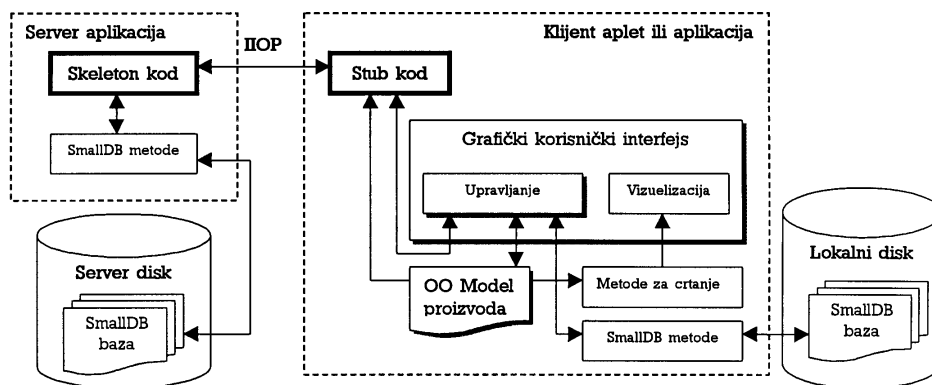 Server aplikacija
IIOP
Klijent aplet ili aplikacija
Skeleton kod
Stub kod
SmallDB metode
Grafički korisnički interfejs
Upravljanje
Vizuelizacija
Server disk
SmallDB
baza
OO Model
proizvoda
Metode za crtanje
SmallDB metode
Lokalni disk
SmallDB
baza